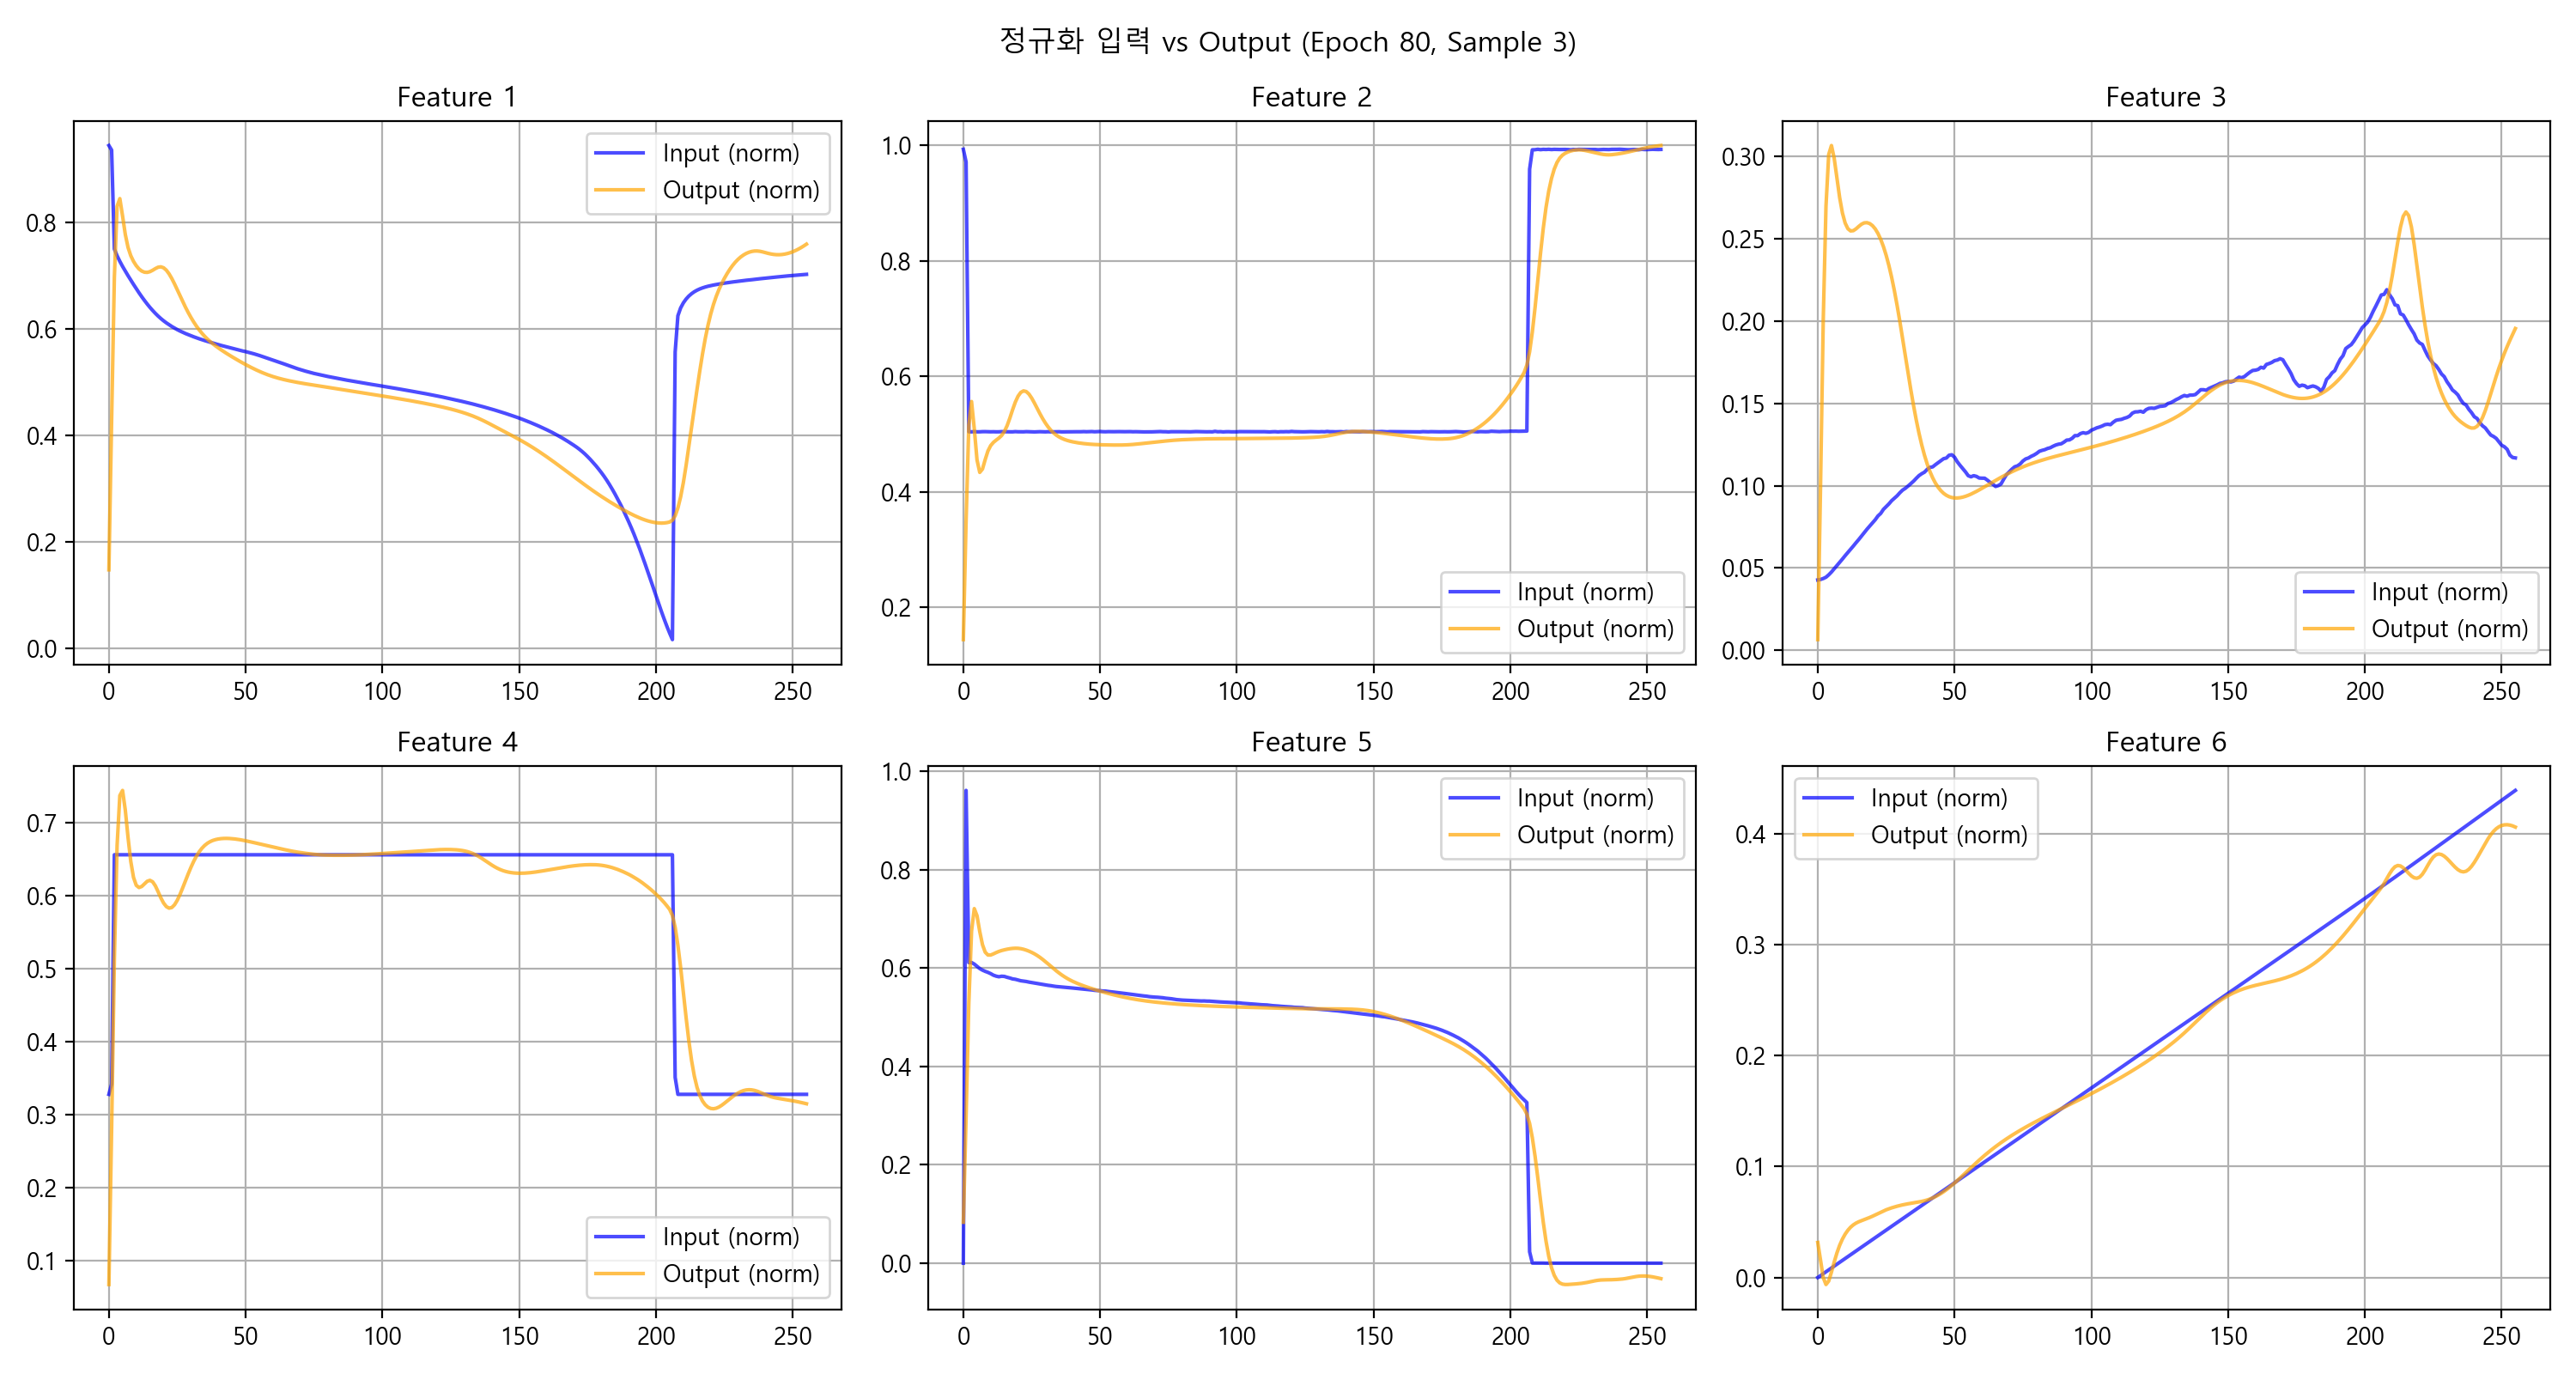 정규화 입력 vs Output (Epoch 80, Sample 3)
Feature 1
0.8
0.6
0.4
0.2
0.0
0 50 100 150 200 250
Input (norm)
Output (norm)
Feature 2
1.0
0.8
0.6
0.4
0.2
0 50 100 150 200 250
Input (norm)
Output (norm)
Feature 3
0.30
0.25
0.20
0.15
0.10
0.05
0.00
0 50 100 150 200 250
Input (norm)
Output (norm)
Feature 4
0.7
0.6
0.5
0.4
0.3
0.2
0.1
0 50 100 150 200 250
Input (norm)
Output (norm)
Feature 5
1.0
0.8
0.6
0.4
0.2
0.0
0 50 100 150 200 250
Input (norm)
Output (norm)
Feature 6
0.4
0.3
0.2
0.1
0.0
0 50 100 150 200 250
Input (norm)
Output (norm)